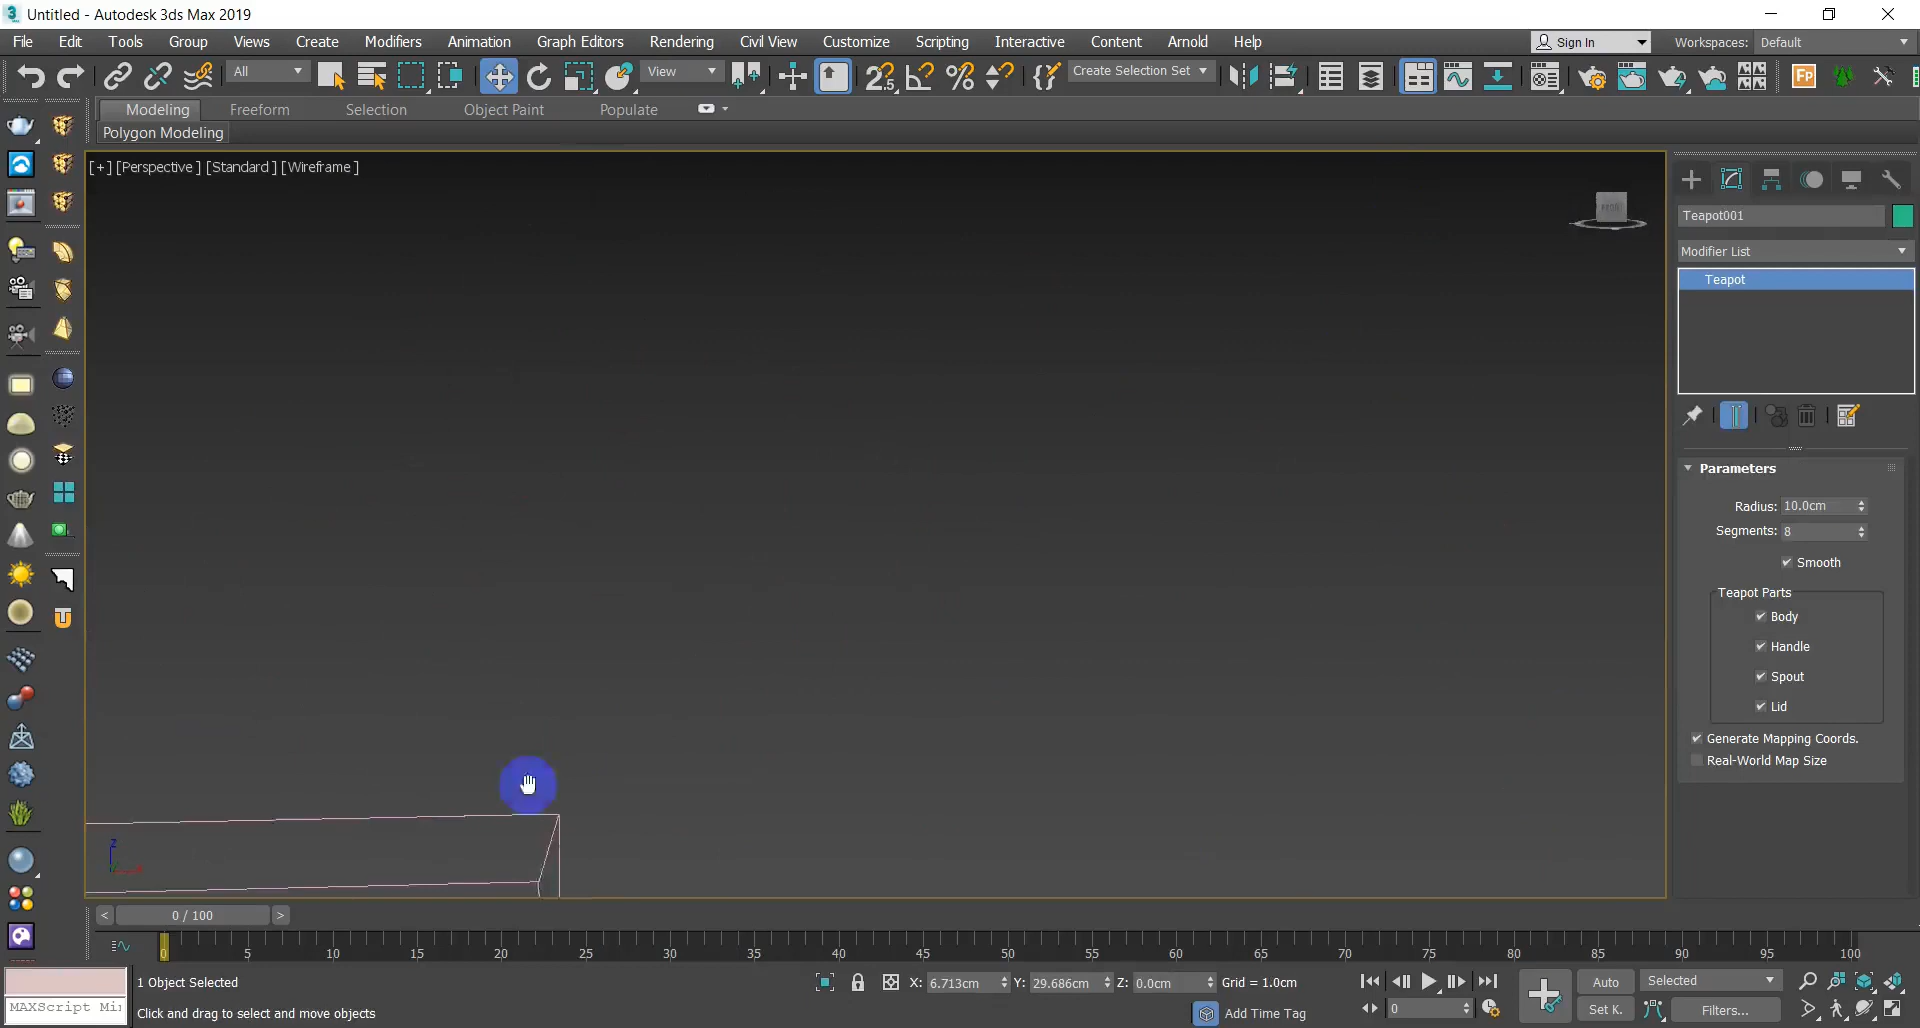 Untitled - Autodesk 3ds Max 2019
File Edit Tools Group Views Create Modifiers Animation Graph Editors Rendering Civil View Customize Scripting Interactive Content Arnold Help
Sign In Workspaces: Default
All View Create Selection Set
Modeling Freeform Selection Object Paint Populate
Polygon Modeling
[+] [Perspective] [Standard] [Wireframe]
Teapot001
Modifier List
Teapot
Parameters
Radius: 10.0cm
Segments: 8
Smooth
Teapot Parts
Body
Handle
Spout
Lid
Generate Mapping Coords.
Real-World Map Size
z
< 0 / 100 >
0 5 10 15 20 25 30 35 40 45 50 55 60 65 70 75 80 85 90 95 100
1 Object Selected X: 6.713cm Y: 29.686cm Z: 0.0cm Grid = 1.0cm Auto Selected
MAXScript Mi Click and drag to select and move objects Add Time Tag 0 Set K. Filters...